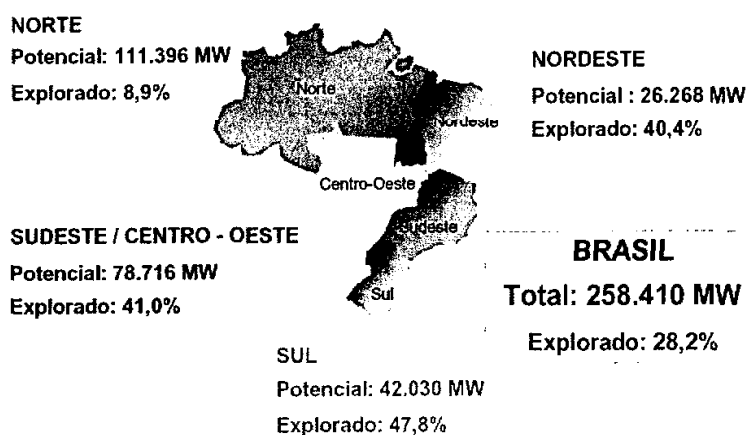 NORTE
Potencial: 111.396 MW
Explorado: 8,9%
NORDESTE
Potencial : 26.268 MW
Explorado: 40,4%
Norte
Nordeste
Centro-Oeste
Sudeste
Sul
SUDESTE / CENTRO - OESTE
Potencial: 78.716 MW
Explorado: 41,0%
BRASIL
Total: 258.410 MW
Explorado: 28,2%
SUL
Potencial: 42.030 MW
Explorado: 47,8%